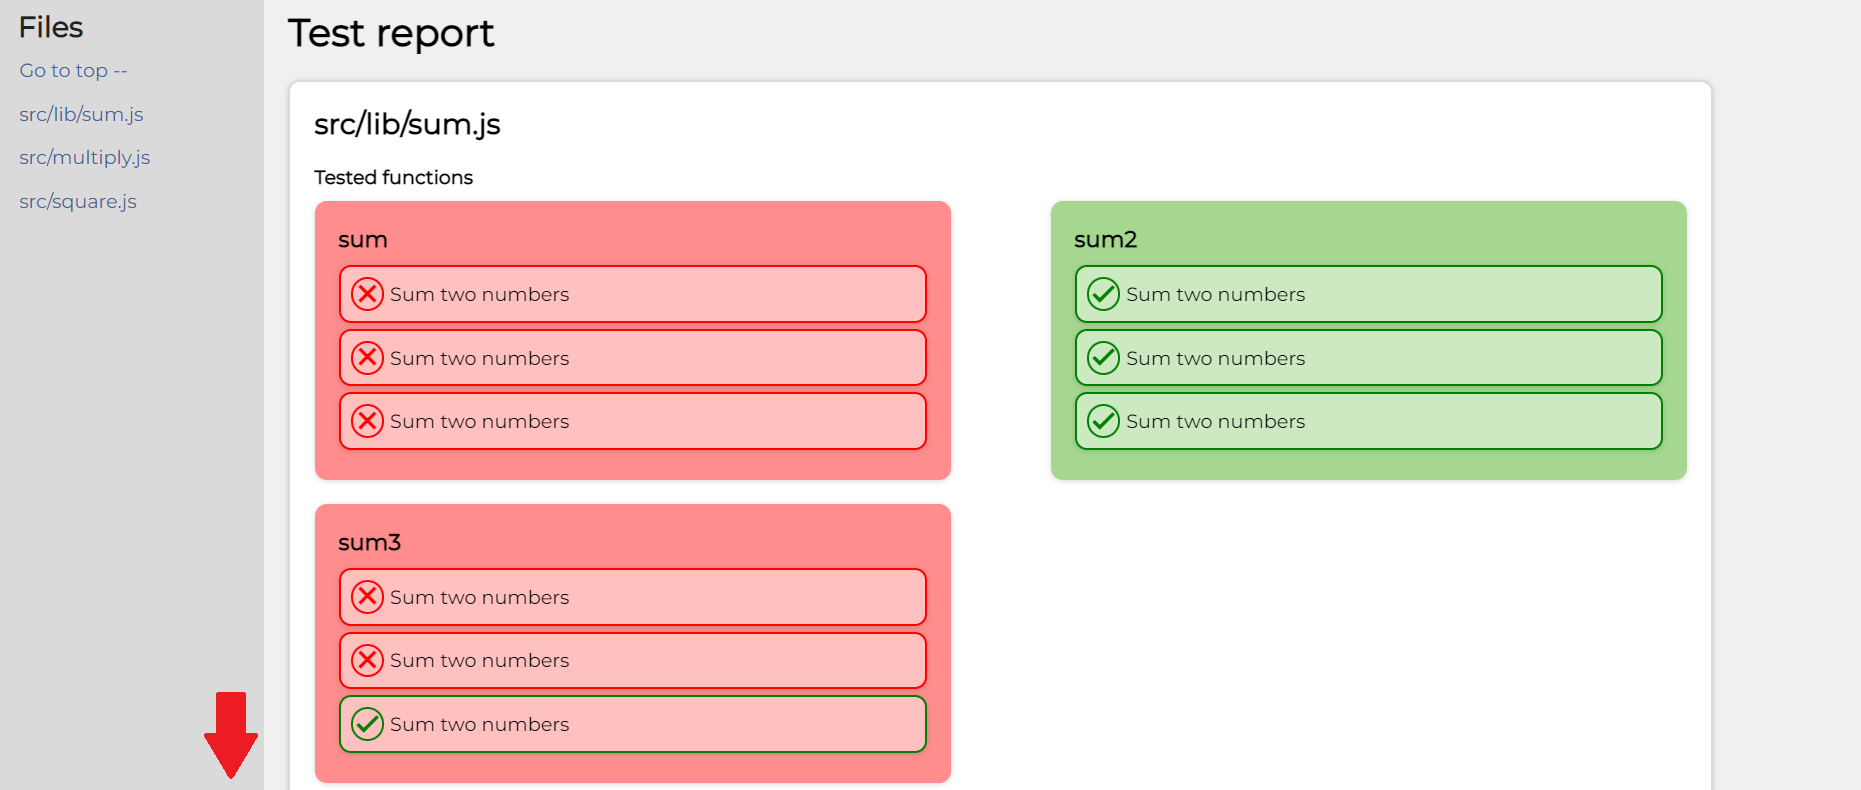 Files
Go to top --
src/lib/sum.js
src/multiply.js
src/square.js
Test report
src/lib/sum.js
Tested functions
sum
Sum two numbers
Sum two numbers
Sum two numbers
sum2
Sum two numbers
Sum two numbers
Sum two numbers
sum3
Sum two numbers
Sum two numbers
Sum two numbers